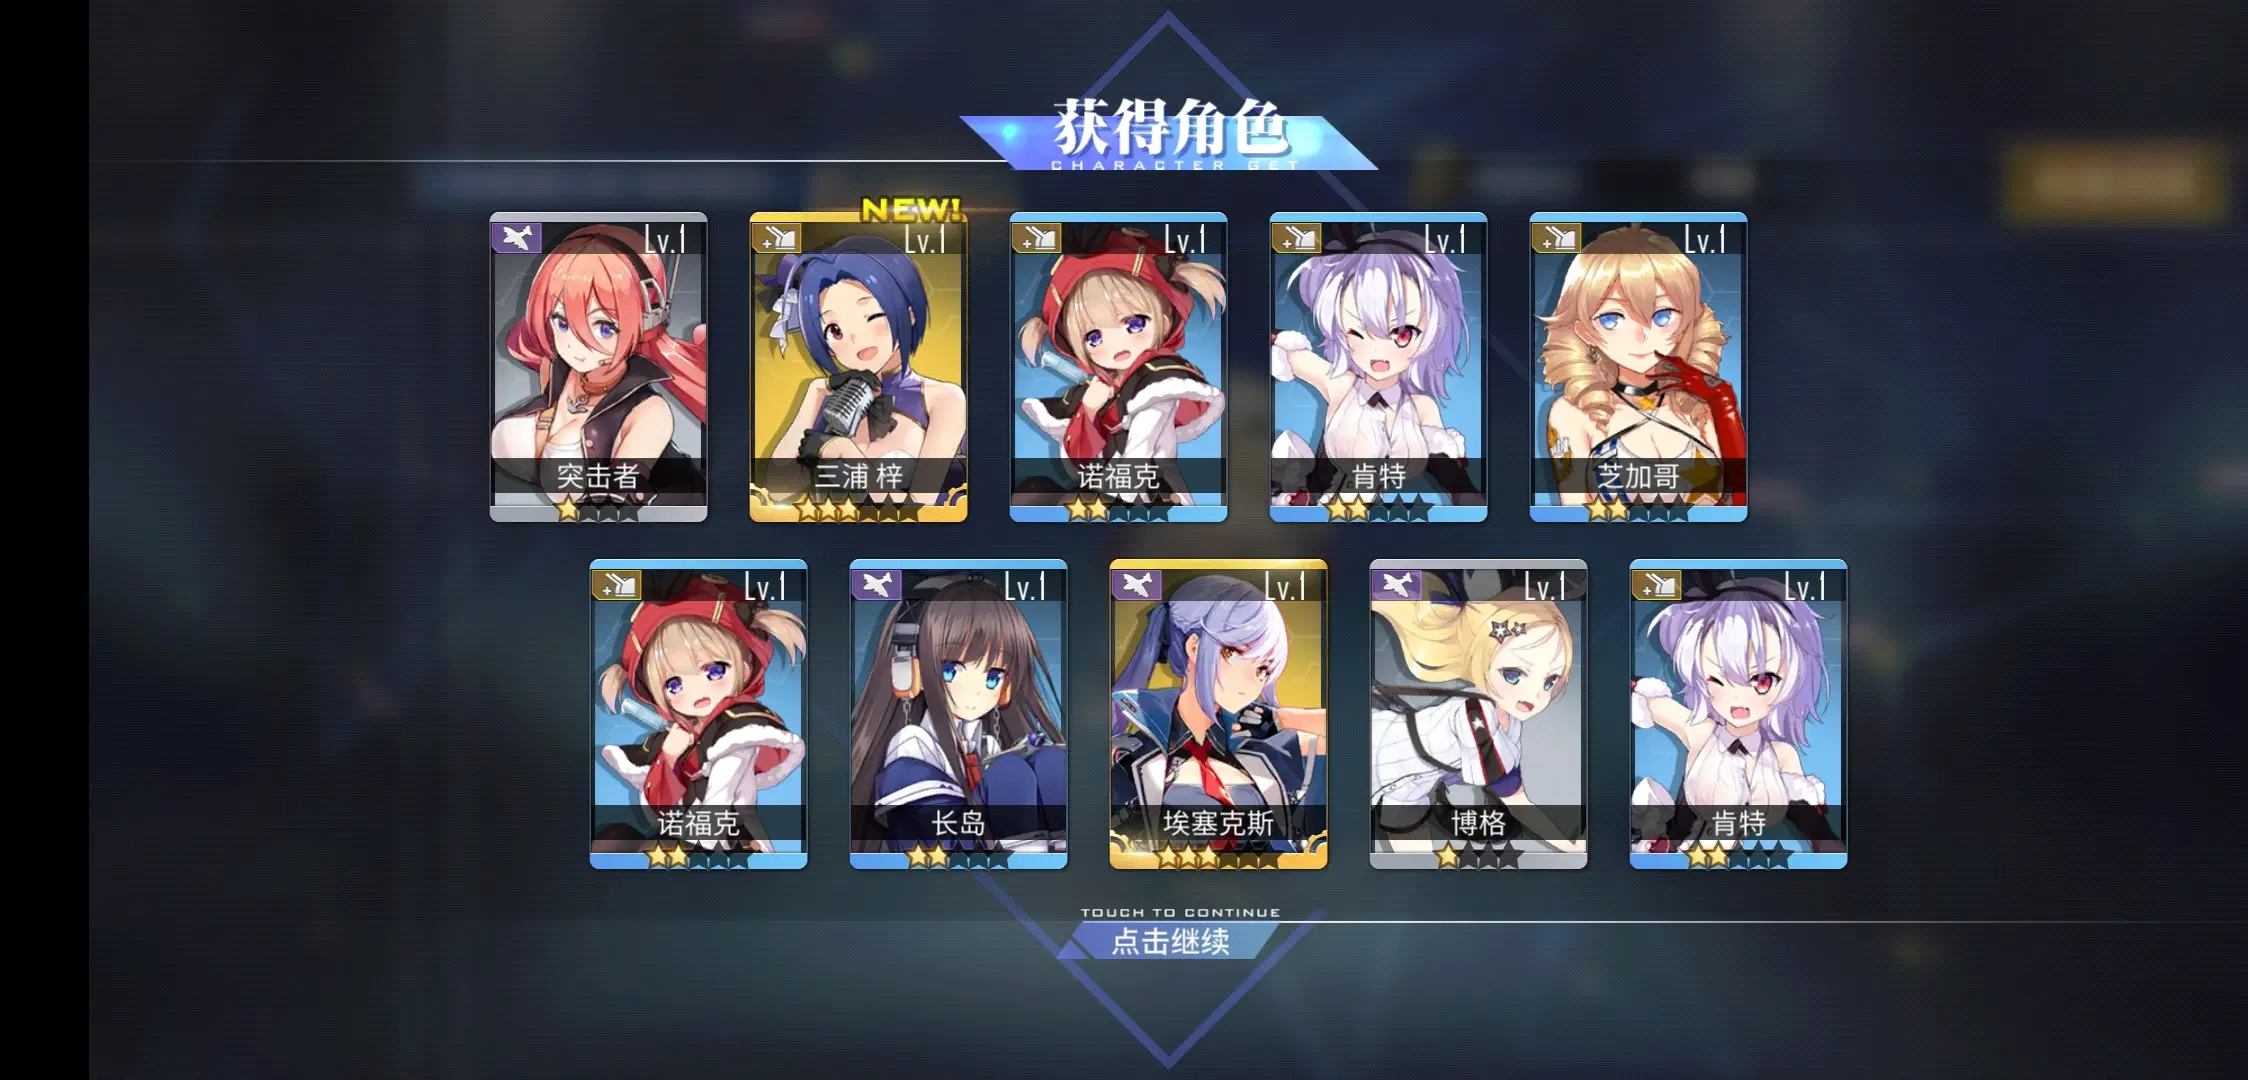 获得角色
CHARACTER GET
NEW!
Lv.1 Lv.1 Lv.1 Lv.1 Lv.1
突击者 三浦 梓 诺福克 肯特 芝加哥
Lv.1 Lv.1 Lv.1 Lv.1 Lv.1
诺福克 长岛 埃塞克斯 博格 肯特
TOUCH TO CONTINUE
点击继续